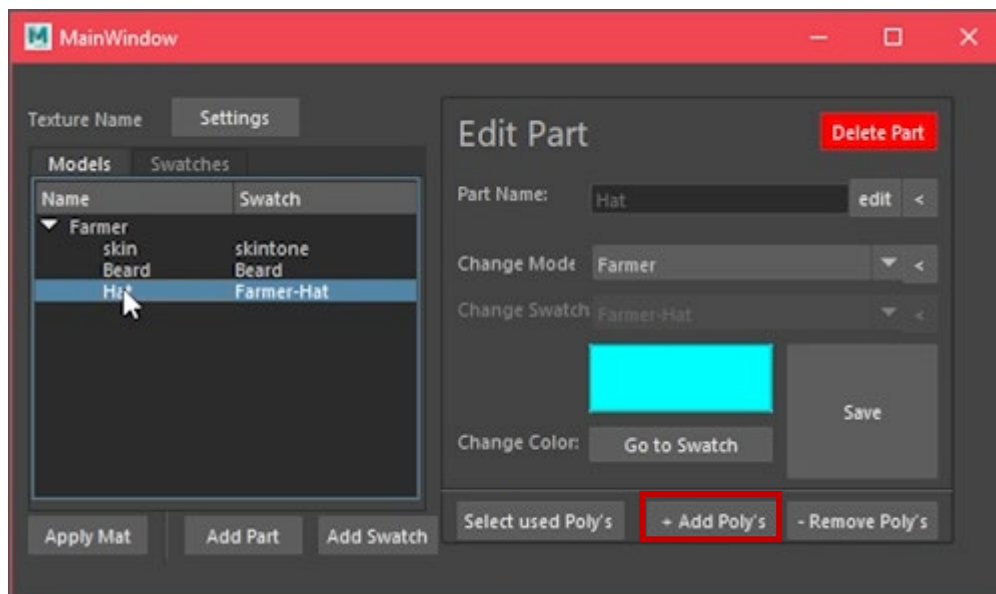 MainWindow
Texture Name Settings
Models Swatches
Name Swatch
Farmer
skin skintone
Beard Beard
Hat Farmer-Hat
Apply Mat Add Part Add Swatch
Edit Part Delete Part
Part Name: Hat edit <
Change Mode Farmer <
Change Swatch Farmer-Hat <
Save
Change Color: Go to Swatch
Select used Poly's + Add Poly's - Remove Poly's